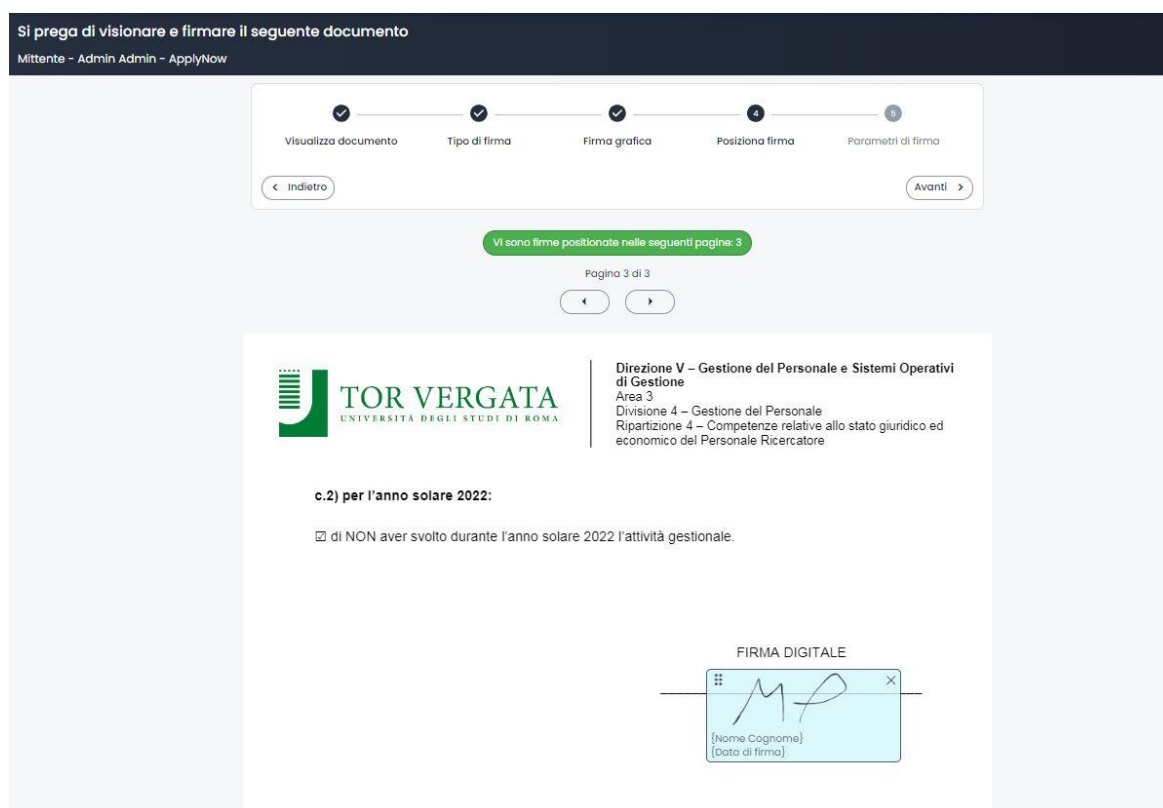 Si prega di visionare e firmare il seguente documento
Mittente - Admin Admin - ApplyNow
4
5
Visualizza documento
Tipo di firma
Firma grafica
Posiziona firma
Parametri di firma
Indietro
Avanti
Vi sono firme positionate nelle seguenti pagine: 3
Pagina 3 di 3
TOR VERGATA
UNIVERSITÀ DEGLI STUDI DI ROMA
Direzione V – Gestione del Personale e Sistemi Operativi
di Gestione
Area 3
Divisione 4 – Gestione del Personale
Ripartizione 4 – Competenze relative allo stato giuridico ed
economico del Personale Ricercatore
c.2) per l'anno solare 2022:
☑ di NON aver svolto durante l'anno solare 2022 l'attività gestionale.
FIRMA DIGITALE
MP
{Nome Cognome}
{Data di firma}